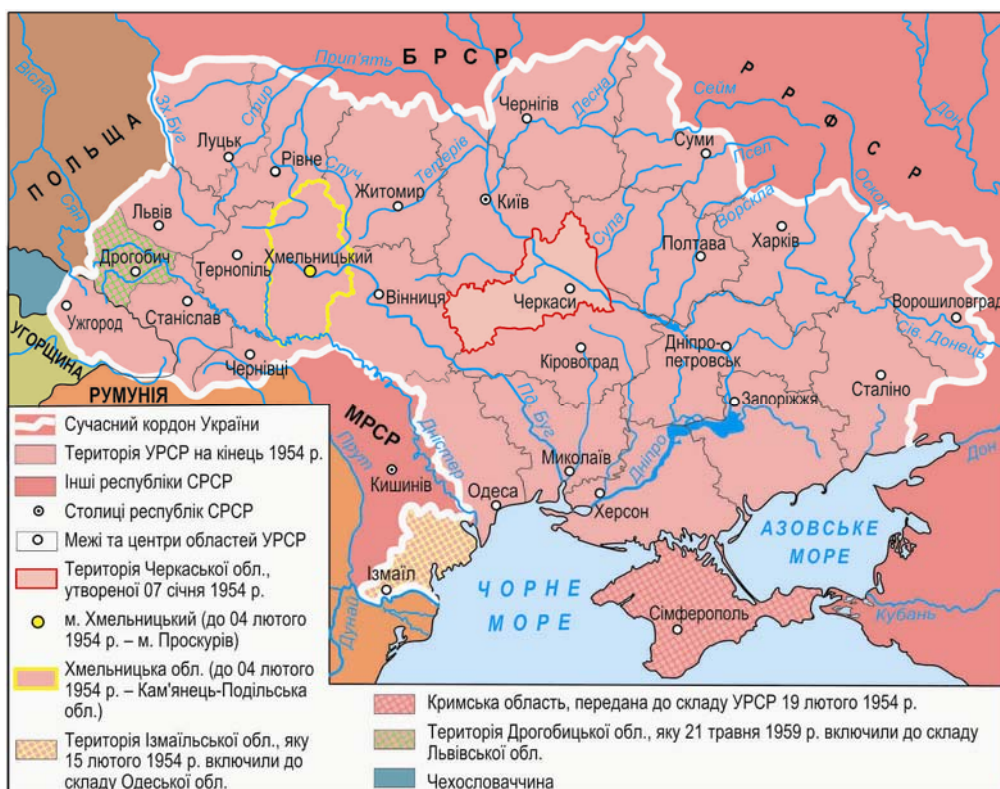 БРСР
РРФСР
ПОЛЬЩА
УГОРЩИНА
РУМУНІЯ
МРСР
Вісла
Зх. Буг
Стир
Прип'ять
Десна
Сейм
Дон
Сян
Случ
Тетерів
Сула
Псел
Ворскла
Оскол
Сів. Донець
Чернігів
Луцьк
Рівне
Суми
Житомир
Київ
Львів
Дрогобич
Тернопіль
Хмельницький
Полтава
Харків
Вінниця
Черкаси
Ворошиловград
Ужгород
Станіслав
Чернівці
Кіровоград
Дніпро-
петровськ
Сталіно
Запоріжжя
Пд. Буг
Дністер
Прут
Дніпро
Дон
Миколаїв
Кишинів
Одеса
Херсон
АЗОВСЬКЕ
МОРЕ
Ізмаїл
ЧОРНЕ
МОРЕ
Сімферополь
Кубань
Дунай
Сучасний кордон України
Територія УРСР на кінець 1954 р.
Інші республіки СРСР
Столиці республік СРСР
Межі та центри областей УРСР
Територія Черкаської обл.,
утвореної 07 січня 1954 р.
м. Хмельницький (до 04 лютого
1954 р. – м. Проскурів)
Хмельницька обл. (до 04 лютого
1954 р. – Кам'янець-Подільська
обл.)
Територія Ізмаїльської обл., яку
15 лютого 1954 р. включили до
складу Одеської обл.
Кримська область, передана до складу УРСР 19 лютого 1954 р.
Територія Дрогобицької обл., яку 21 травня 1959 р. включили до складу
Львівської обл.
Чехословаччина